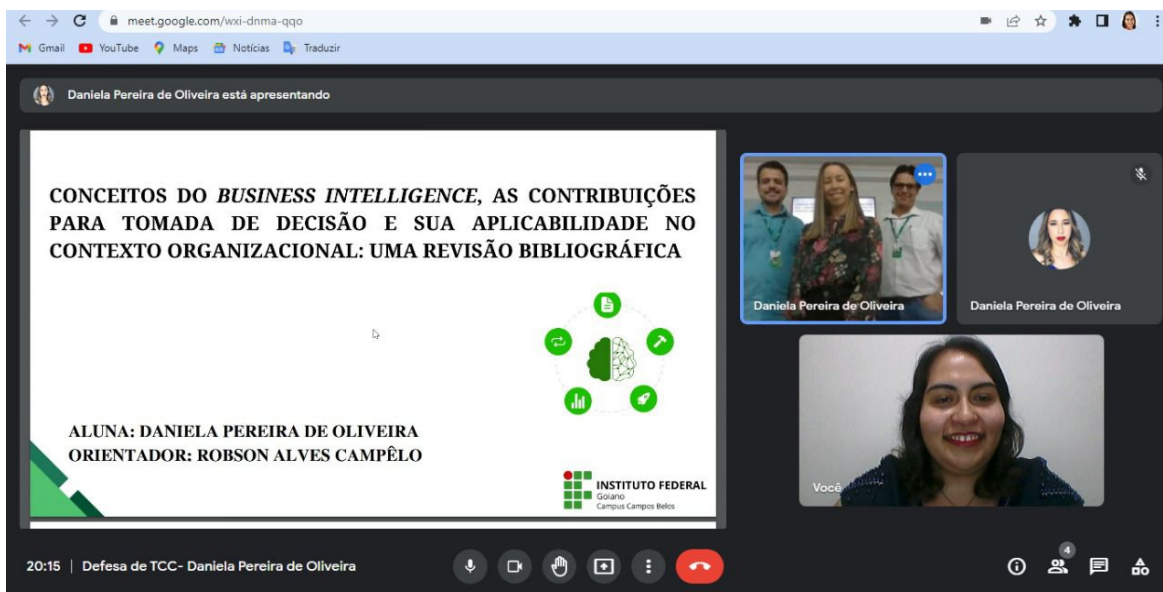 meet.google.com/wxi-dnma-qqo
Gmail YouTube Maps Notícias Traduzir
Daniela Pereira de Oliveira está apresentando
CONCEITOS DO BUSINESS INTELLIGENCE, AS CONTRIBUIÇÕES
PARA TOMADA DE DECISÃO E SUA APLICABILIDADE NO
CONTEXTO ORGANIZACIONAL: UMA REVISÃO BIBLIOGRÁFICA
ALUNA: DANIELA PEREIRA DE OLIVEIRA
ORIENTADOR: ROBSON ALVES CAMPÊLO
INSTITUTO FEDERAL
Goiano
Campus Campos Belos
Daniela Pereira de Oliveira
Daniela Pereira de Oliveira
Você
20:15 | Defesa de TCC- Daniela Pereira de Oliveira
4